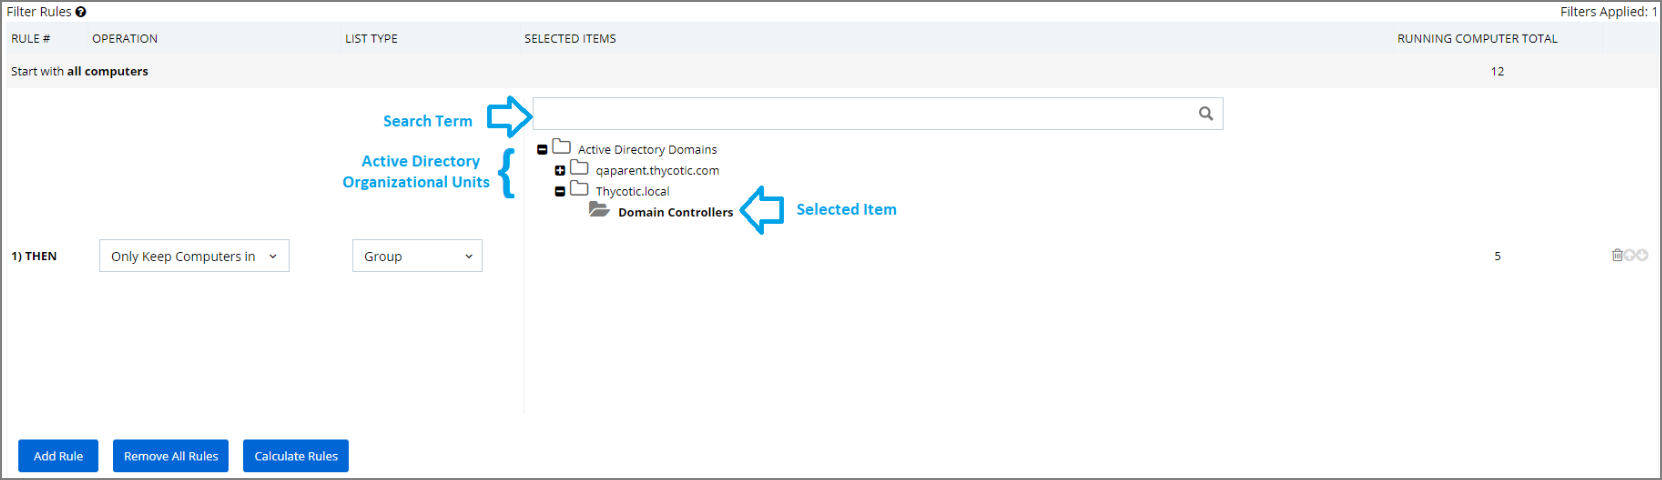 Filter Rules ?
Filters Applied: 1
RULE # OPERATION LIST TYPE SELECTED ITEMS RUNNING COMPUTER TOTAL
Start with all computers 12
Search Term
Active Directory
Organizational Units
Active Directory Domains
qaparent.thycotic.com
Thycotic.local
Domain Controllers
Selected Item
1) THEN Only Keep Computers in Group 5
Add Rule Remove All Rules Calculate Rules